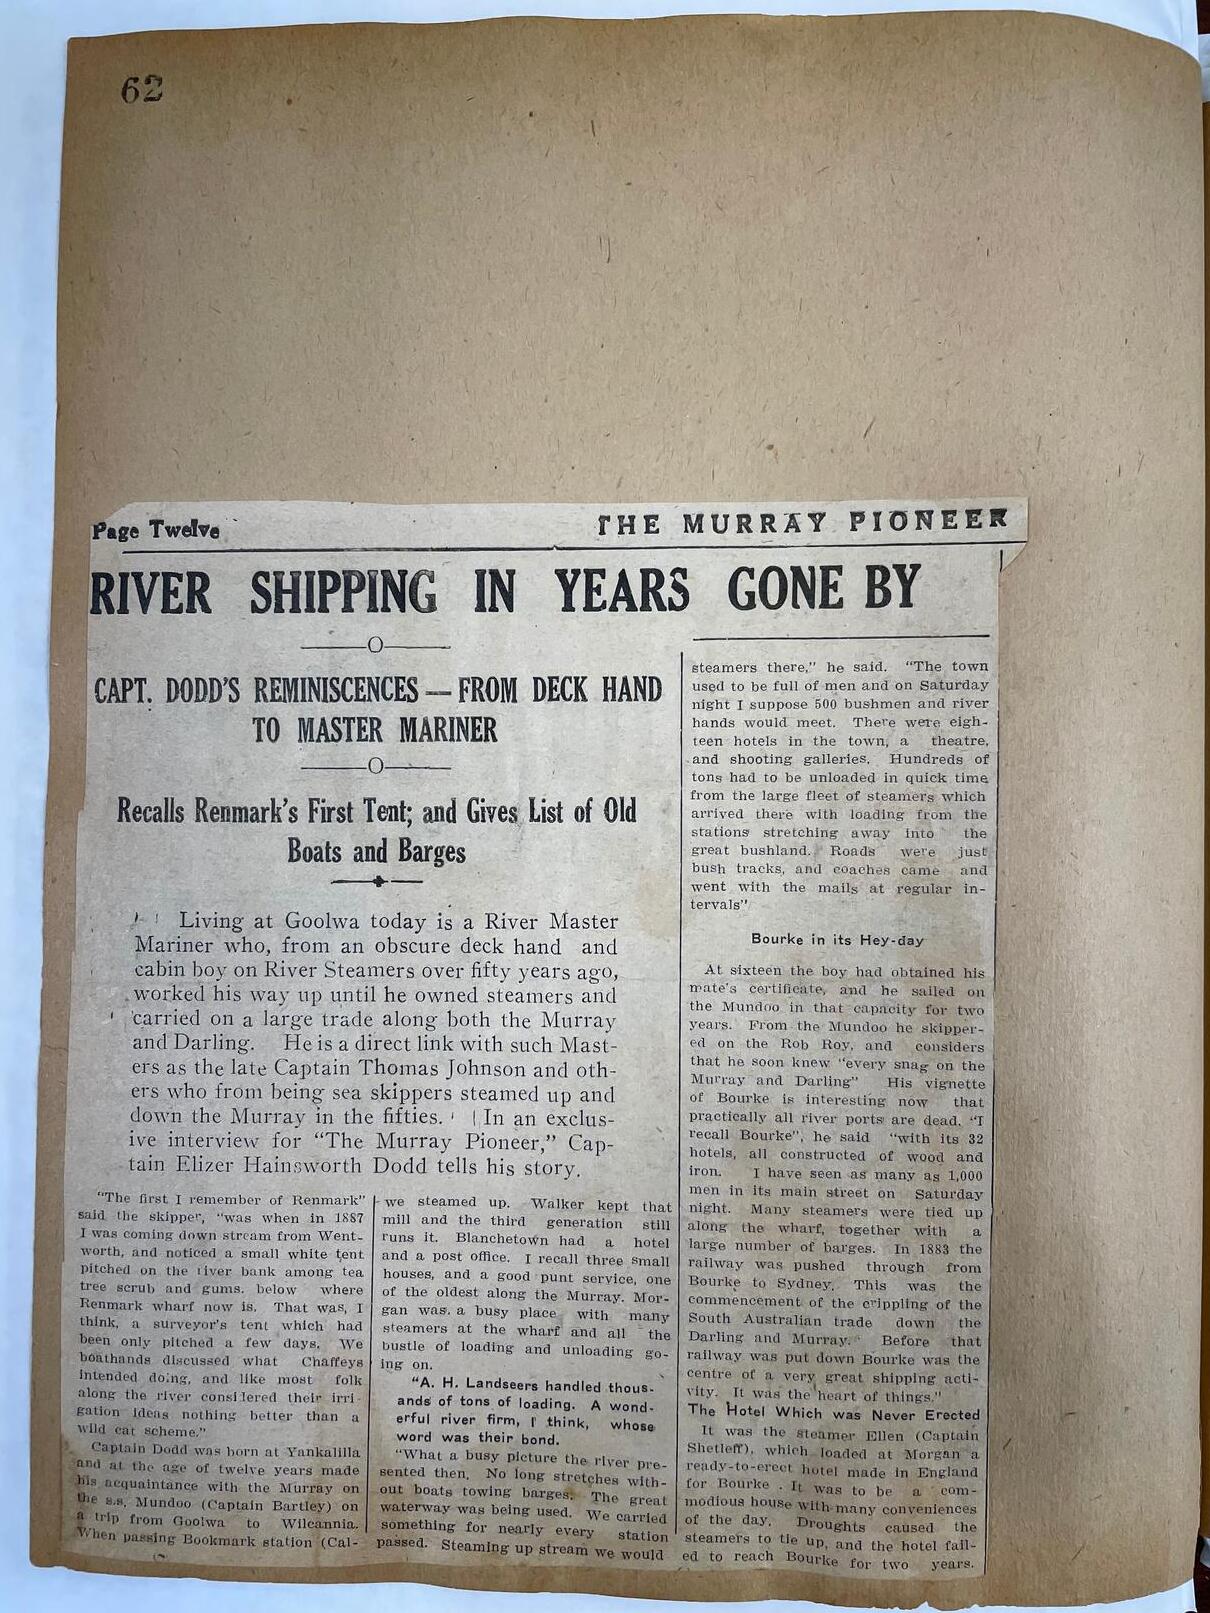 62
Page Twelve
THE MURRAY PIONEER
RIVER SHIPPING IN YEARS GONE BY
CAPT. DODD'S REMINISCENCES — FROM DECK HAND
TO MASTER MARINER
Recalls Renmark's First Tent; and Gives List of Old
Boats and Barges
Living at Goolwa today is a River Master
Mariner who, from an obscure deck hand and
cabin boy on River Steamers over fifty years ago,
worked his way up until he owned steamers and
carried on a large trade along both the Murray
and Darling. He is a direct link with such Mast-
ers as the late Captain Thomas Johnson and oth-
ers who from being sea skippers steamed up and
down the Murray in the fifties. In an exclus-
ive interview for "The Murray Pioneer," Cap-
tain Elizer Hainsworth Dodd tells his story.
"The first I remember of Renmark"
said the skipper, "was when in 1887
I was coming down stream from Went-
worth, and noticed a small white tent
pitched on the river bank among tea
tree scrub and gums. below where
Renmark wharf now is. That was, I
think, a surveyor's tent which had
been only pitched a few days. We
boathands discussed what Chaffeys
intended doing, and like most folk
along the river considered their irri-
gation ideas nothing better than a
wild cat scheme."
Captain Dodd was born at Yankalilla
and at the age of twelve years made
his acquaintance with the Murray on
the s.s. Mundoo (Captain Bartley) on
a trip from Goolwa to Wilcannia.
When passing Bookmark station (Cal-
we steamed up. Walker kept that
mill and the third generation still
runs it. Blanchetown had a hotel
and a post office. I recall three small
houses, and a good punt service, one
of the oldest along the Murray. Mor-
gan was a busy place with many
steamers at the wharf and all the
bustle of loading and unloading go-
ing on.
"A. H. Landseers handled thous-
ands of tons of loading. A wond-
erful river firm, I think, whose
word was their bond.
"What a busy picture the river pre-
sented then. No long stretches with-
out boats towing barges. The great
waterway was being used. We carried
something for nearly every station
passed. Steaming up stream we would
steamers there," he said. "The town
used to be full of men and on Saturday
night I suppose 500 bushmen and river
hands would meet. There were eigh-
teen hotels in the town, a theatre,
and shooting galleries. Hundreds of
tons had to be unloaded in quick time
from the large fleet of steamers which
arrived there with loading from the
stations stretching away into the
great bushland. Roads were just
bush tracks, and coaches came and
went with the mails at regular in-
tervals"
Bourke in its Hey-day
At sixteen the boy had obtained his
mate's certificate, and he sailed on
the Mundoo in that capacity for two
years. From the Mundoo he skipper-
ed on the Rob Roy, and considers
that he soon knew "every snag on the
Murray and Darling" His vignette
of Bourke is interesting now that
practically all river ports are dead. "I
recall Bourke", he said "with its 32
hotels, all constructed of wood and
iron. I have seen as many as 1,000
men in its main street on Saturday
night. Many steamers were tied up
along the wharf, together with a
large number of barges. In 1883 the
railway was pushed through from
Bourke to Sydney. This was the
commencement of the crippling of the
South Australian trade down the
Darling and Murray. Before that
railway was put down Bourke was the
centre of a very great shipping acti-
vity. It was the heart of things."
The Hotel Which was Never Erected
It was the steamer Ellen (Captain
Shetleff), which loaded at Morgan a
ready-to-erect hotel made in England
for Bourke. It was to be a com-
modious house with many conveniences
of the day. Droughts caused the
steamers to tie up, and the hotel fail-
ed to reach Bourke for two years.